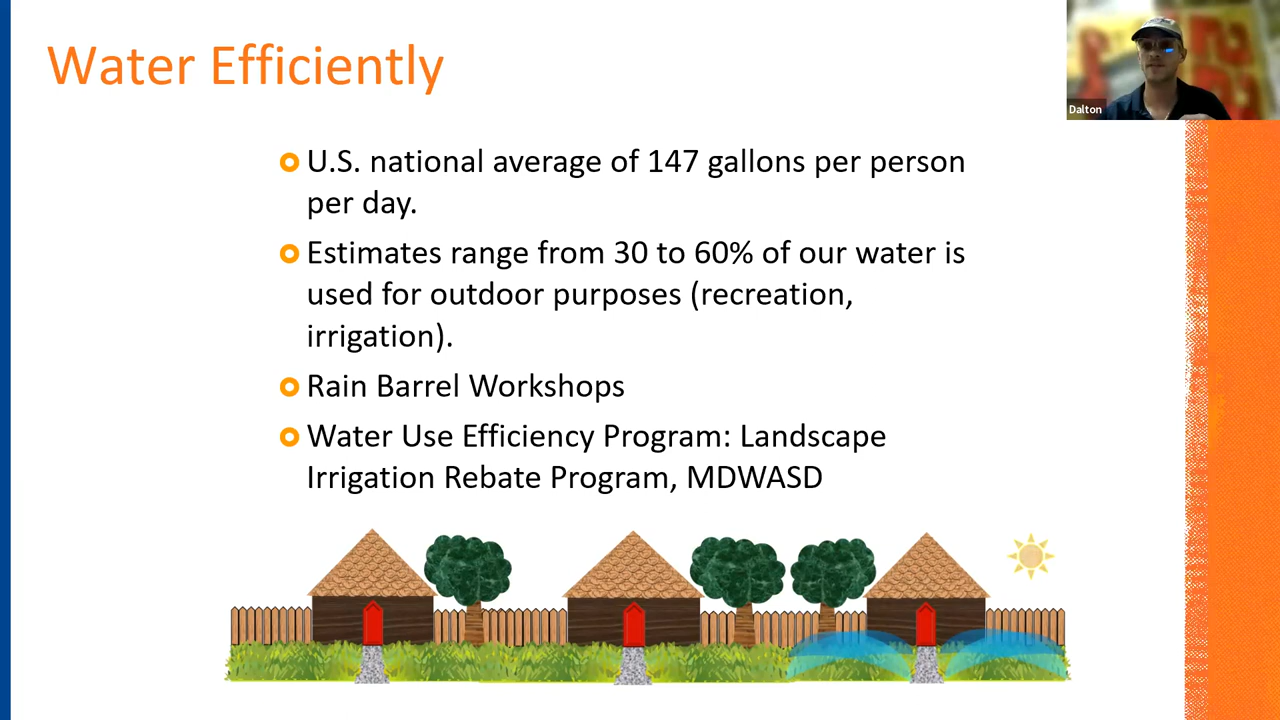 Water Efficiently
Dalton
U.S. national average of 147 gallons per person
per day.
Estimates range from 30 to 60% of our water is
used for outdoor purposes (recreation,
irrigation).
Rain Barrel Workshops
Water Use Efficiency Program: Landscape
Irrigation Rebate Program, MDWASD